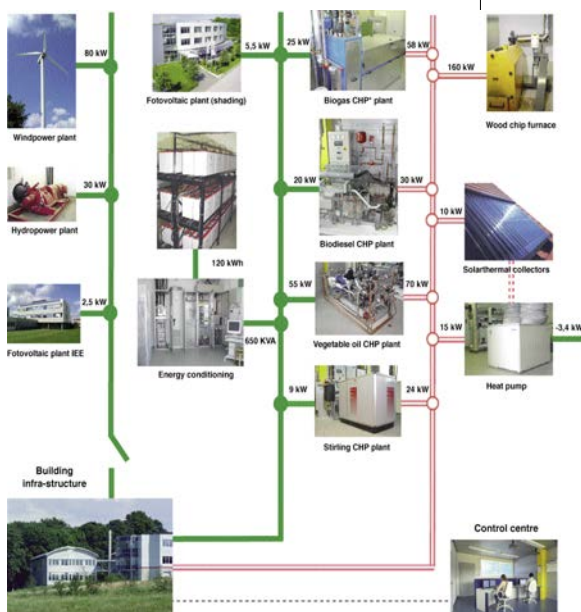 80 kW
5,5 kW
25 kW
58 kW
160 kW
Windpower plant
Fotovoltaic plant (shading)
Biogas CHP* plant
Wood chip furnace
30 kW
20 kW
30 kW
10 kW
Hydropower plant
120 kWh
Biodiesel CHP plant
Solarthermal collectors
2,5 kW
55 kW
70 kW
650 KVA
15 kW
-3,4 kW
Fotovoltaic plant IEE
Energy conditioning
Vegetable oil CHP plant
Heat pump
9 kW
24 kW
Stirling CHP plant
Building
infra-structure
Control centre